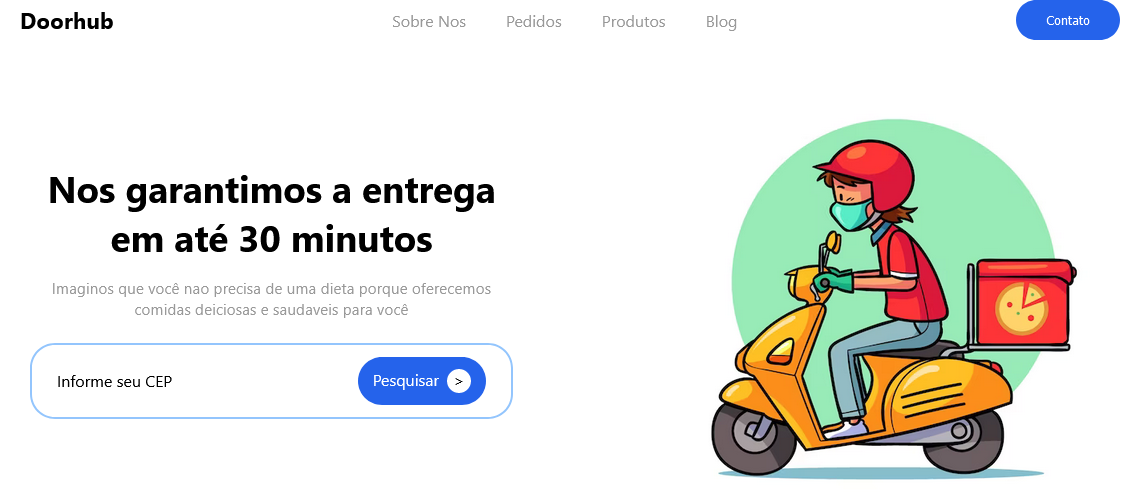 Doorhub
Sobre Nos
Pedidos
Produtos
Blog
Contato
Nos garantimos a entrega
em até 30 minutos
Imaginos que você nao precisa de uma dieta porque oferecemos
comidas deiciosas e saudaveis para você
Informe seu CEP
Pesquisar >